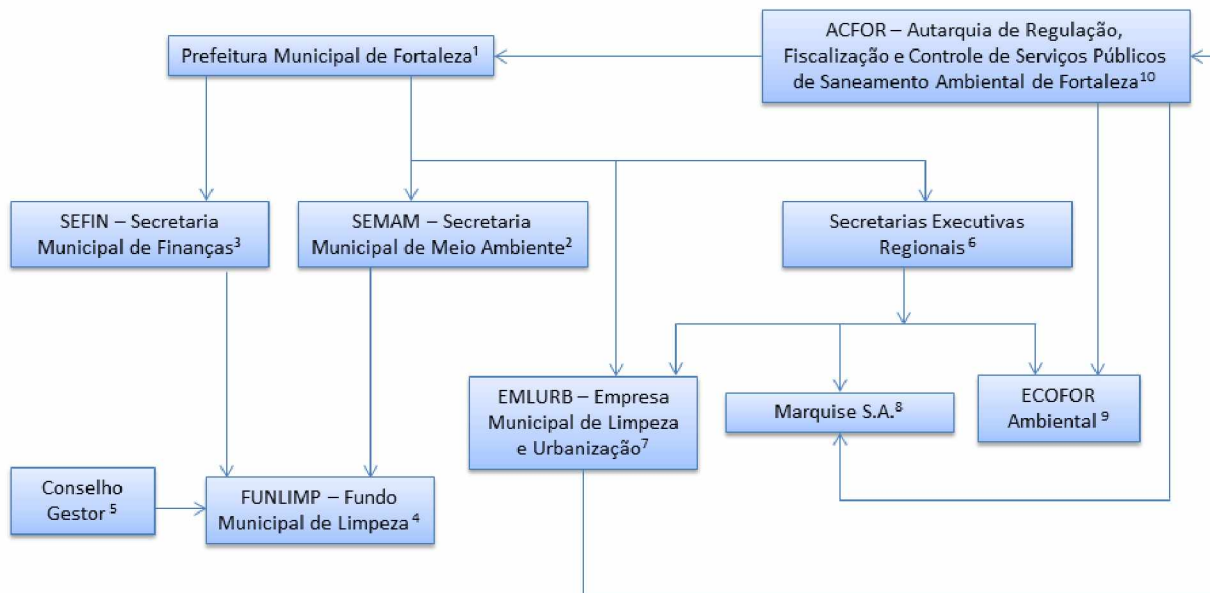 Prefeitura Municipal de Fortaleza¹
ACFOR – Autarquia de Regulação,
Fiscalização e Controle de Serviços Públicos
de Saneamento Ambiental de Fortaleza¹⁰
SEFIN – Secretaria
Municipal de Finanças³
SEMAM – Secretaria
Municipal de Meio Ambiente²
Secretarias Executivas
Regionais ⁶
EMLURB – Empresa
Municipal de Limpeza
e Urbanização⁷
Marquise S.A.⁸
ECOFOR
Ambiental ⁹
Conselho
Gestor ⁵
FUNLIMP – Fundo
Municipal de Limpeza ⁴